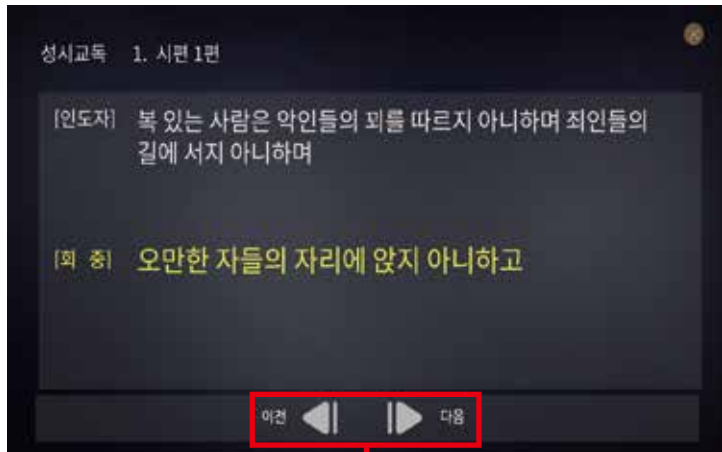 성시교독 1. 시편 1편
[인도자] 복 있는 사람은 악인들의 꾀를 따르지 아니하며 죄인들의
길에 서지 아니하며
[회 중] 오만한 자들의 자리에 앉지 아니하고
이전 다음